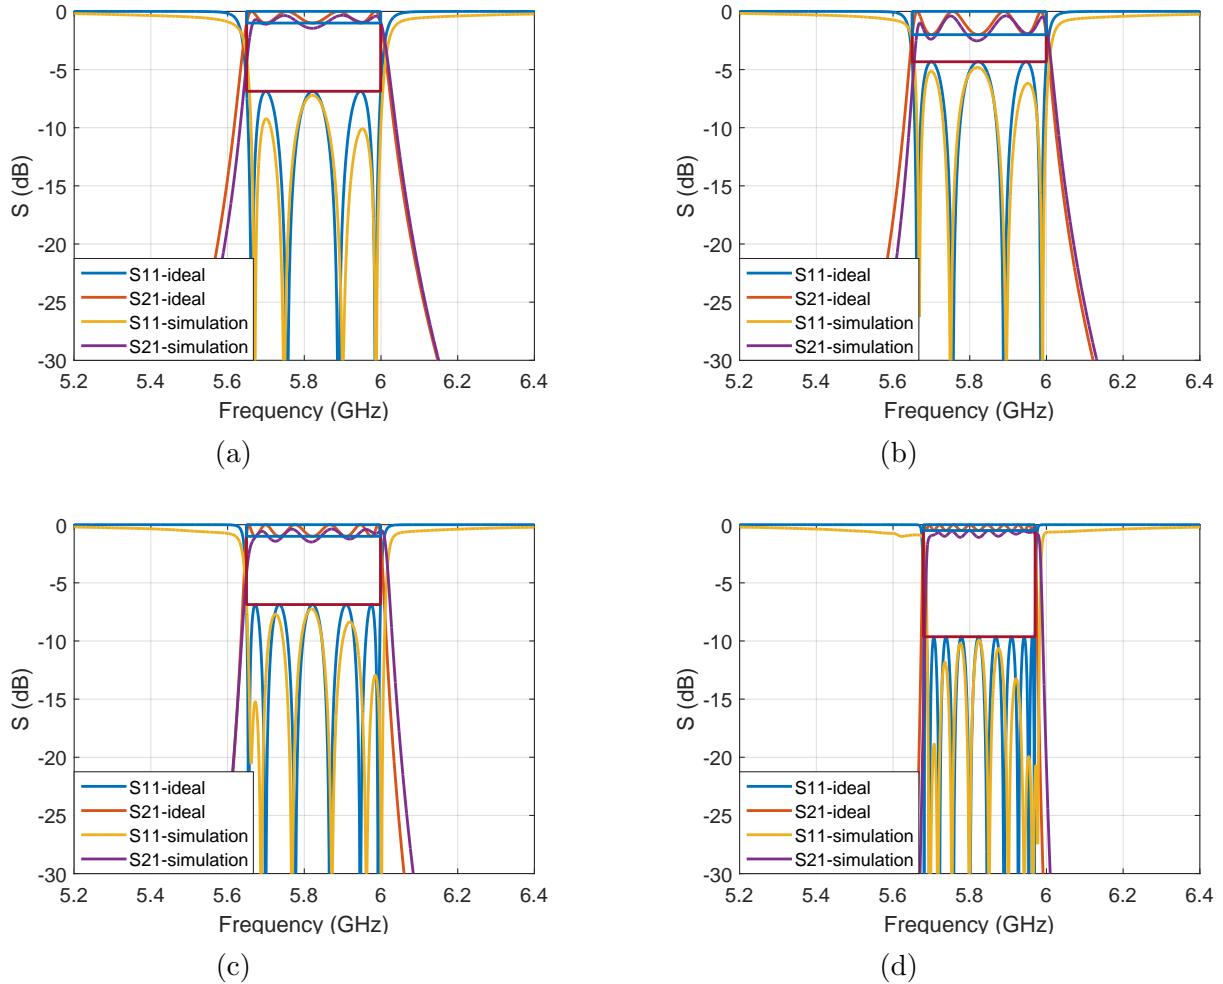 0
-5
-10
-15
-20
-25
-30
S (dB)
S11-ideal
S21-ideal
S11-simulation
S21-simulation
5.2 5.4 5.6 5.8 6 6.2 6.4
Frequency (GHz)
(a)
0
-5
-10
-15
-20
-25
-30
S (dB)
S11-ideal
S21-ideal
S11-simulation
S21-simulation
5.2 5.4 5.6 5.8 6 6.2 6.4
Frequency (GHz)
(b)
0
-5
-10
-15
-20
-25
-30
S (dB)
S11-ideal
S21-ideal
S11-simulation
S21-simulation
5.2 5.4 5.6 5.8 6 6.2 6.4
Frequency (GHz)
(c)
0
-5
-10
-15
-20
-25
-30
S (dB)
S11-ideal
S21-ideal
S11-simulation
S21-simulation
5.2 5.4 5.6 5.8 6 6.2 6.4
Frequency (GHz)
(d)